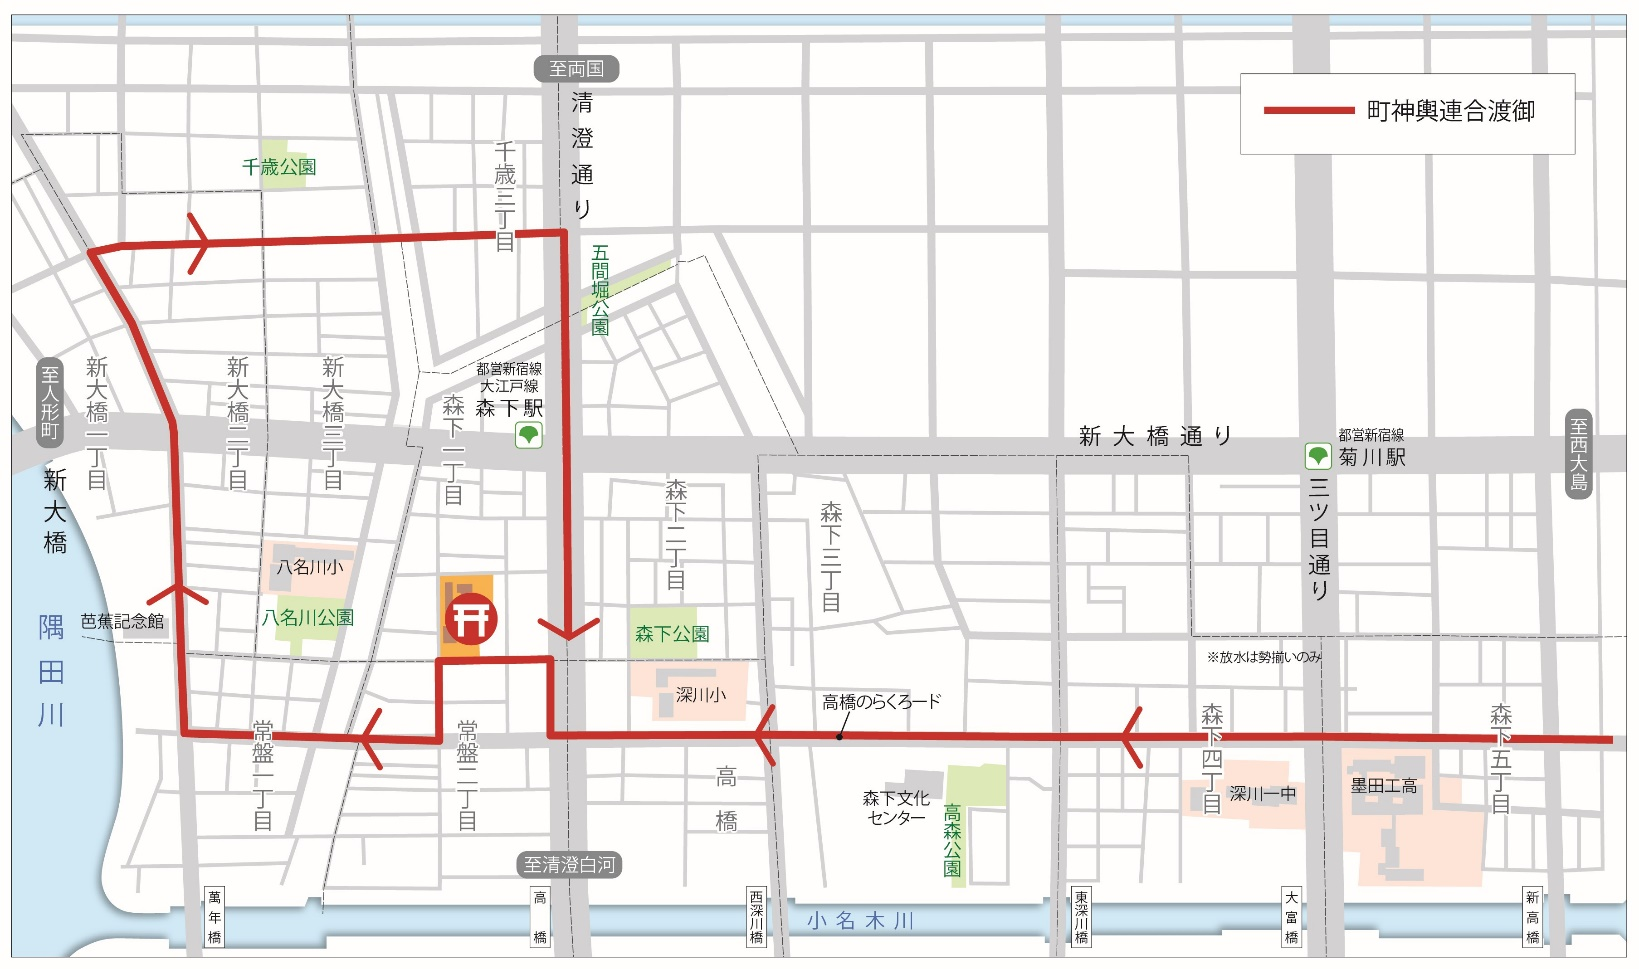 至両国
清澄通り
町神輿連合渡御
千歳公園
千歳三丁目
五間堀公園
至人形町
新大橋一丁目
新大橋二丁目
新大橋三丁目
都営新宿線
大江戸線
森下駅
森下一丁目
新大橋通り
都営新宿線
菊川駅
至西大島
新大橋
三ツ目通り
森下二丁目
森下三丁目
八名川小
八名川公園
芭蕉記念館
隅田川
森下公園
深川小
※放水は勢揃いのみ
高橋のらくろード
常盤一丁目
常盤二丁目
高橋
森下四丁目
森下五丁目
森下文化
センター
高森公園
深川一中
墨田工高
至清澄白河
萬年橋
高橋
西深川橋
小名木川
東深川橋
大富橋
新高橋